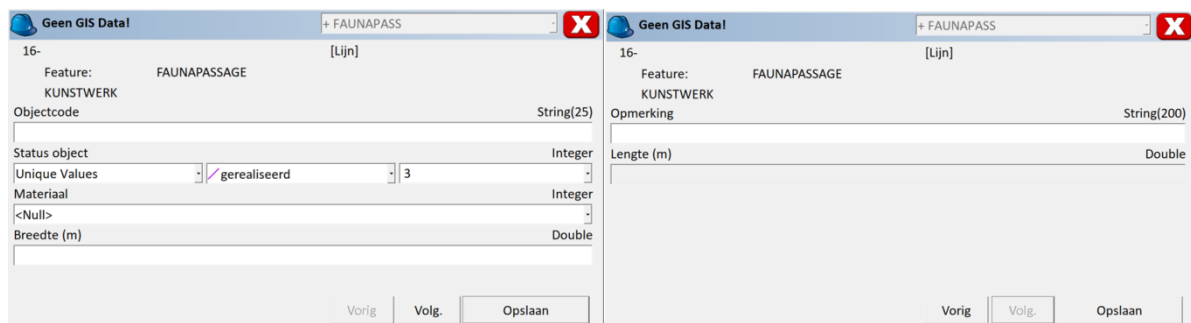 Geen GIS Data! + FAUNAPASS X
16- [Lijn]
Feature: FAUNAPASSAGE
KUNSTWERK
Objectcode String(25)
Status object Integer
Unique Values gerealiseerd 3
Materiaal Integer
<Null>
Breedte (m) Double
Vorig Volg. Opslaan
Geen GIS Data! + FAUNAPASS X
16- [Lijn]
Feature: FAUNAPASSAGE
KUNSTWERK
Opmerking String(200)
Lengte (m) Double
Vorig Volg. Opslaan